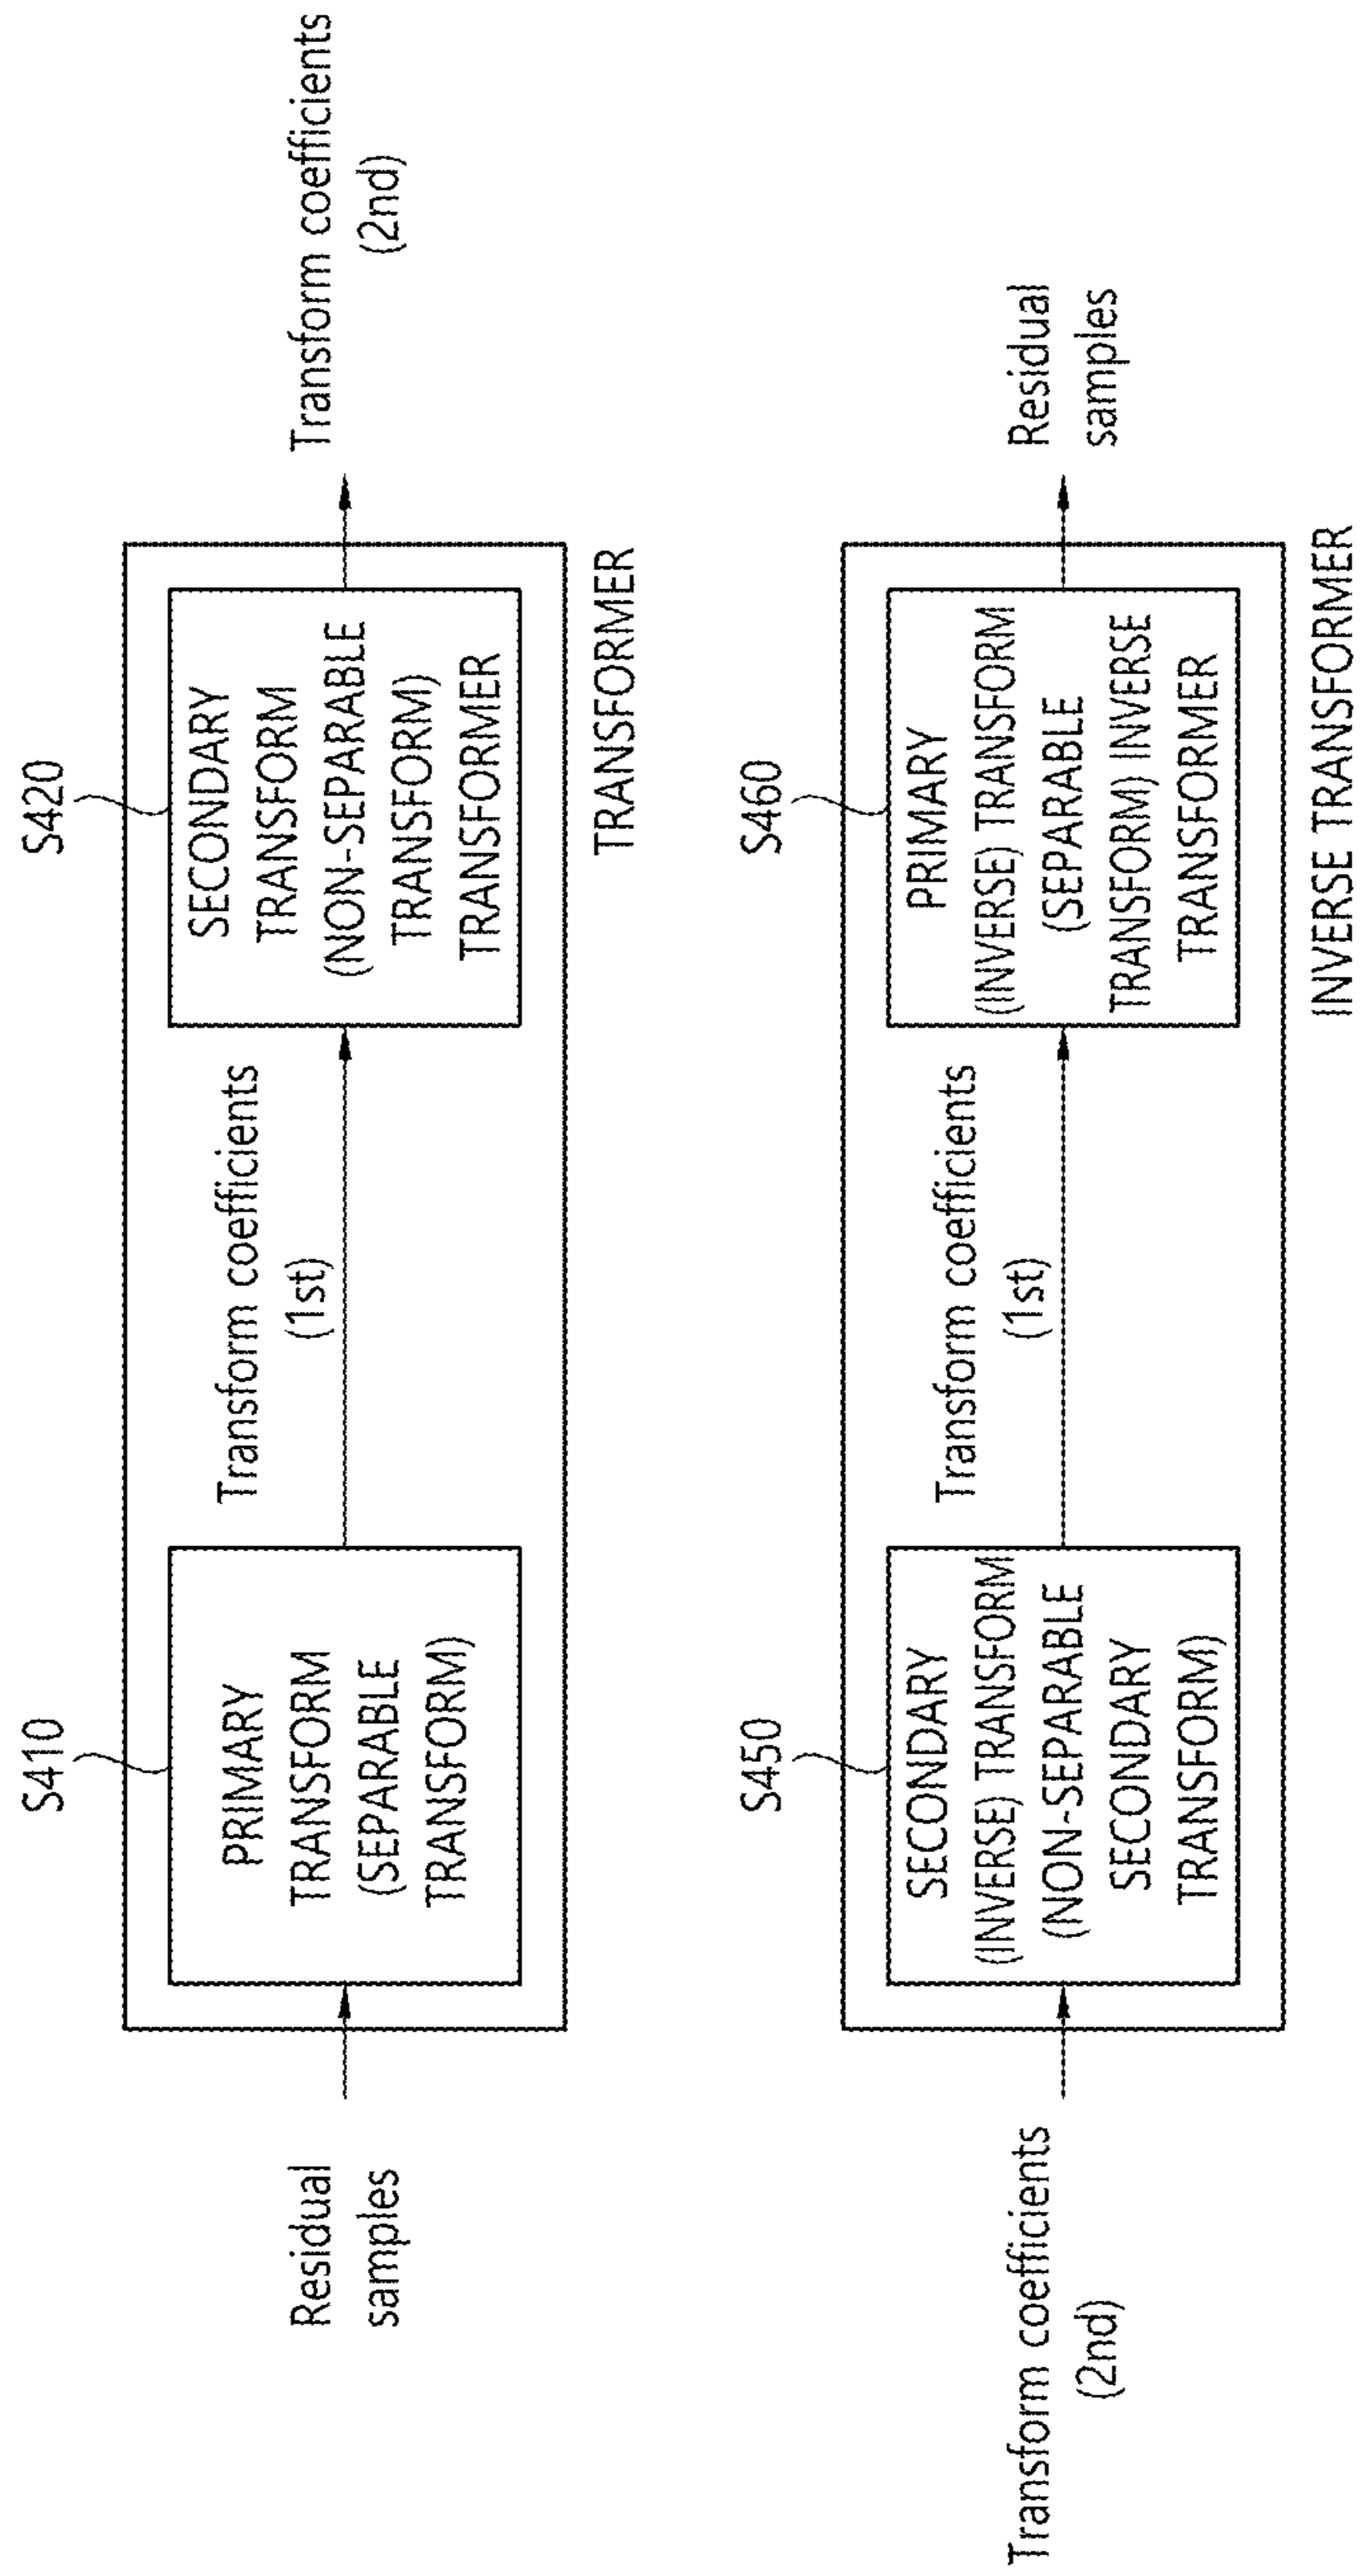 S410
S420
Residual
samples
PRIMARY
TRANSFORM
(SEPARABLE
TRANSFORM)
Transform coefficients
(1st)
SECONDARY
TRANSFORM
(NON-SEPARABLE
TRANSFORM)
TRANSFORMER
Transform coefficients
(2nd)
TRANSFORMER
S450
S460
Transform coefficients
(2nd)
SECONDARY
(INVERSE) TRANSFORM
(NON-SEPARABLE
SECONDARY
TRANSFORM)
Transform coefficients
(1st)
PRIMARY
(INVERSE) TRANSFORM
(SEPARABLE
TRANSFORM) INVERSE
TRANSFORMER
Residual
samples
INVERSE TRANSFORMER